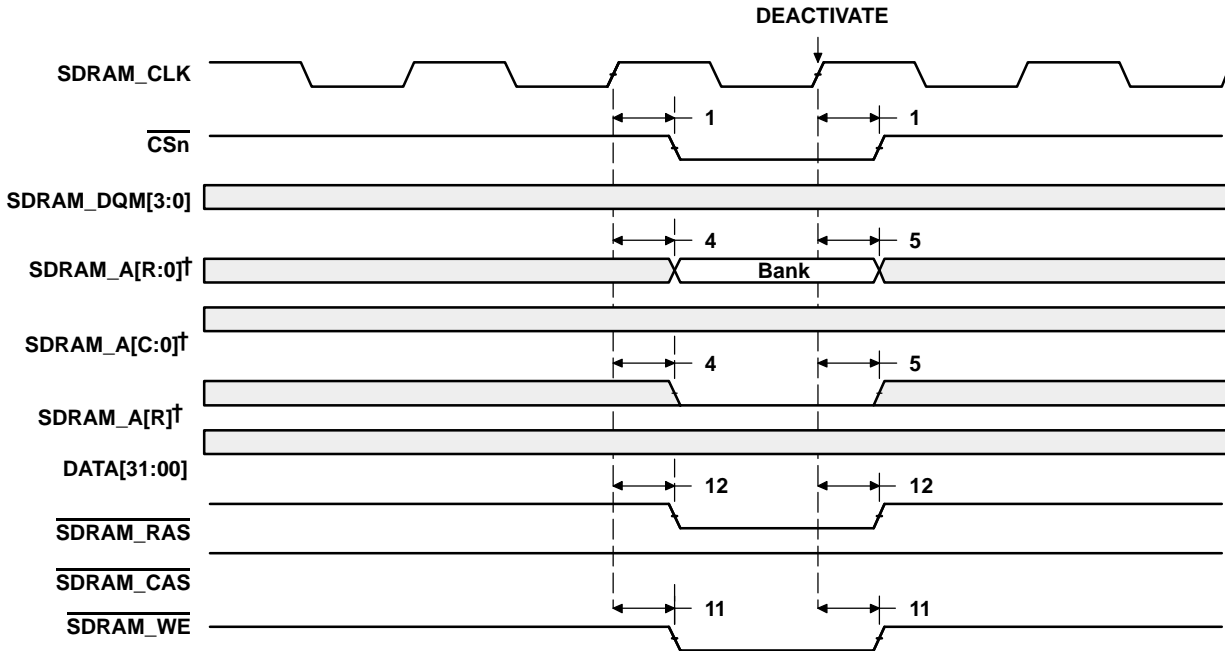 DEACTIVATE
SDRAM_CLK
1 1
CSn
SDRAM_DQM[3:0]
4 5
SDRAM_A[R:0]† Bank
SDRAM_A[C:0]†
4 5
SDRAM_A[R]†
DATA[31:00]
12 12
SDRAM_RAS
SDRAM_CAS
11 11
SDRAM_WE